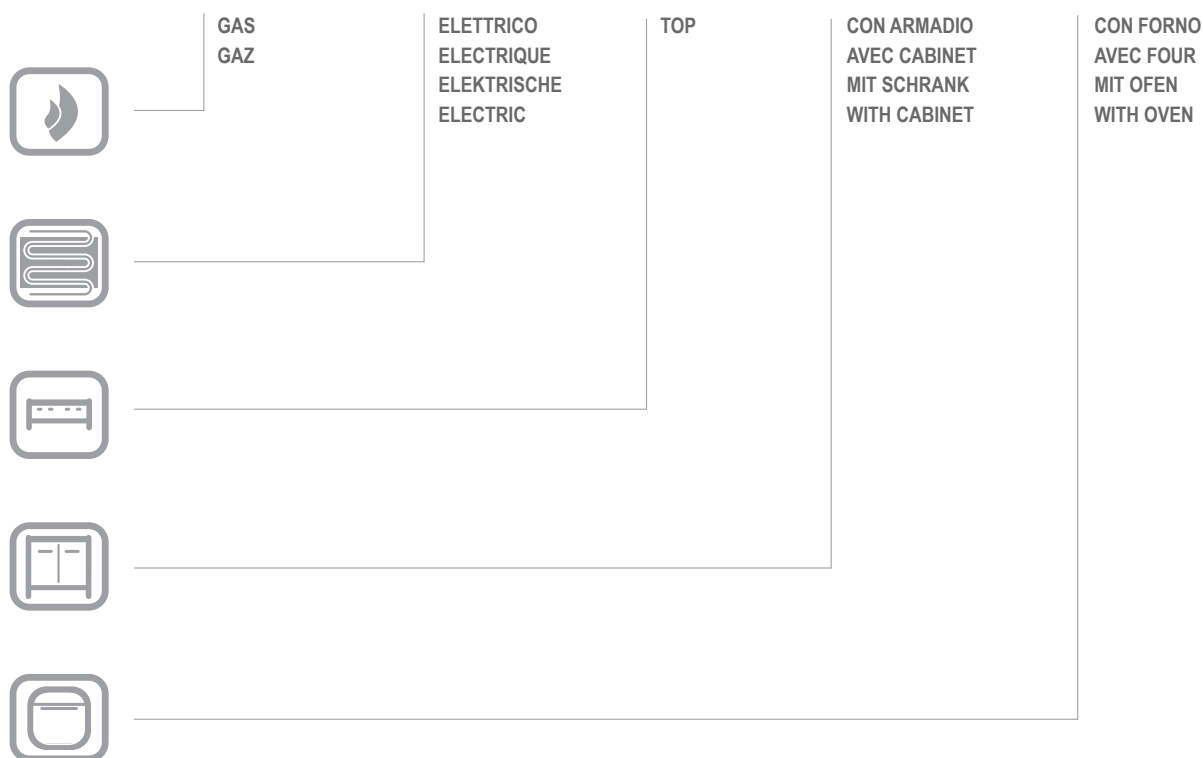 GAS
GAZ
ELETTRICO
ELECTRIQUE
ELEKTRISCHE
ELECTRIC
TOP
CON ARMADIO
AVEC CABINET
MIT SCHRANK
WITH CABINET
CON FORNO
AVEC FOUR
MIT OFEN
WITH OVEN